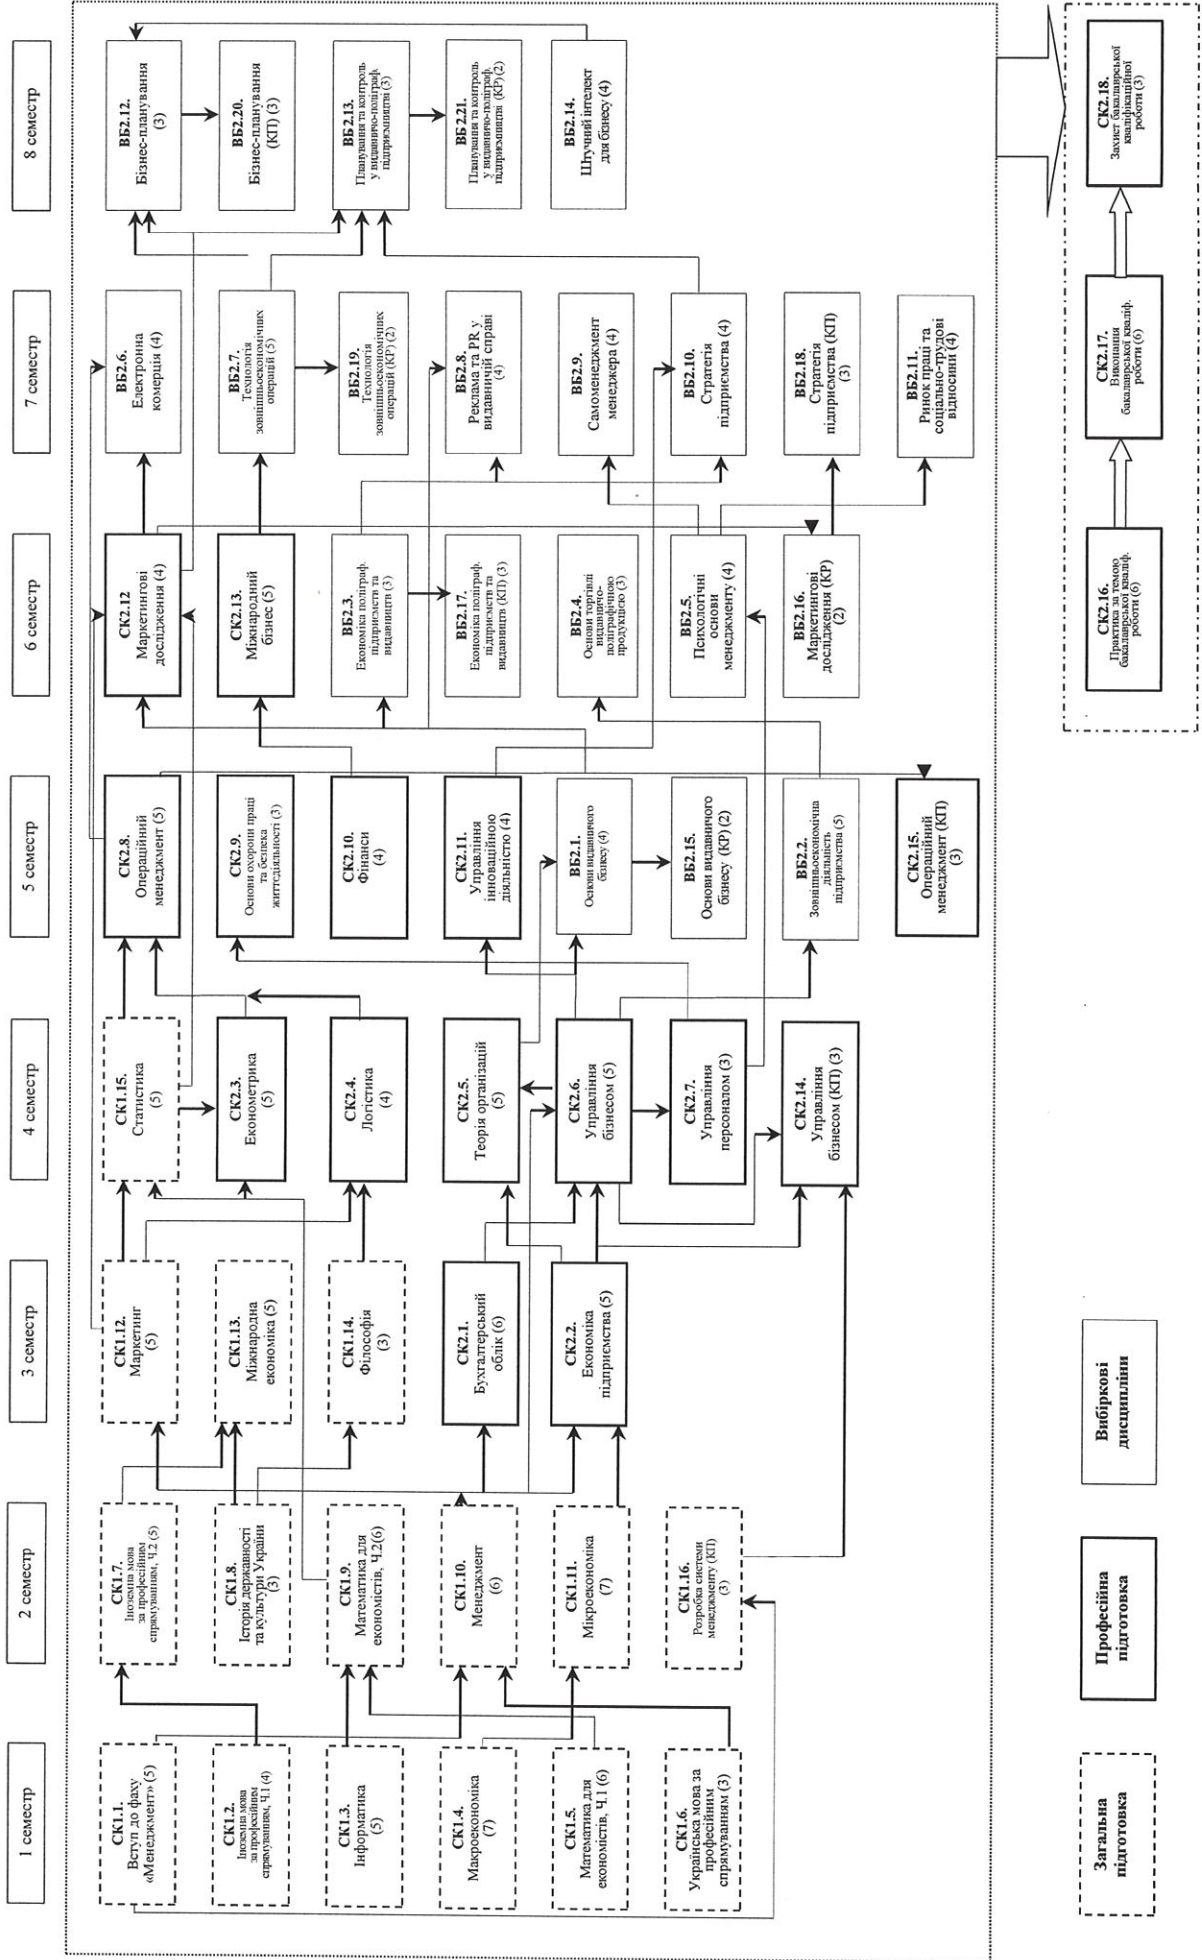 1 семестр
СК1.1.
Вступ до фаху
«Менеджмент» (5)
СК1.2.
Іноземна мова
за професійним
спрямуванням, Ч.1 (4)
СК1.3.
Інформатика
(5)
СК1.4.
Макроекономіка
(7)
СК1.5.
Математика для
економістів, Ч.1 (6)
СК1.6.
Українська мова за
професійним
спрямуванням (3)
2 семестр
СК1.7.
Іноземна мова
за професійним
спрямуванням, Ч.2 (5)
СК1.8.
Історія державності
та культури України
(3)
СК1.9.
Математика для
економістів, Ч.2(6)
СК1.10.
Менеджмент
(6)
СК1.11.
Мікроекономіка
(7)
СК1.16.
Розробка системи
менеджменту (КП)
(3)
3 семестр
СК1.12.
Маркетинг
(5)
СК1.13.
Міжнародна
економіка (5)
СК1.14.
Філософія
(3)
СК2.1.
Бухгалтерський
облік (6)
СК2.2.
Економіка
підприємства (5)
4 семестр
СК1.15.
Статистика
(5)
СК2.3.
Економетрика
(5)
СК2.4.
Логістика
(4)
СК2.5.
Теорія організацій
(5)
СК2.6.
Управління
бізнесом (5)
СК2.7.
Управління
персоналом (3)
СК2.14.
Управління
бізнесом (КП) (3)
5 семестр
СК2.8.
Операційний
менеджмент (5)
СК2.9.
Основи охорони праці
та безпека
життєдіяльності (3)
СК2.10.
Фінанси
(4)
СК2.11.
Управління
інноваційною
діяльністю (4)
ВБ2.1.
Основи видавничого
бізнесу (4)
ВБ2.15.
Основи видавничого
бізнесу (КР) (2)
ВБ2.2.
Зовнішньоекономічна
діяльність
підприємства (5)
СК2.15.
Операційний
менеджмент (КП)
(3)
6 семестр
СК2.12
Маркетингові
дослідження (4)
СК2.13.
Міжнародний
бізнес (5)
ВБ2.3.
Економіка поліграф.
підприємств та
видавництв (3)
ВБ2.17.
Економіка поліграф.
підприємств та
видавництв (КП) (3)
ВБ2.4.
Основи торгівлі
видавничо-
поліграфічною
продукцією (3)
ВБ2.5.
Психологічні
основи
менеджменту (4)
ВБ2.16.
Маркетингові
дослідження (КР)
(2)
7 семестр
ВБ2.6.
Електронна
комерція (4)
ВБ2.7.
Технологія
зовнішньоекономічних
операцій (5)
ВБ2.19.
Технологія
зовнішньоекономічних
операцій (КР) (2)
ВБ2.8.
Реклама та PR у
видавничій справі
(4)
ВБ2.9.
Самоменеджмент
менеджера (4)
ВБ2.10.
Стратегія
підприємства (4)
ВБ2.18.
Стратегія
підприємства (КП)
(3)
ВБ2.11.
Ринок праці та
соціально-трудові
відносини (4)
8 семестр
ВБ2.12.
Бізнес-планування
(3)
ВБ2.20.
Бізнес-планування
(КП) (3)
ВБ2.13.
Планування та контроль
у видавничо-поліграф.
підприємництві (3)
ВБ2.21.
Планування та контроль
у видавничо-поліграф.
підприємництві (КР) (2)
ВБ2.14.
Штучний інтелект
для бізнесу (4)
Загальна
підготовка
Професійна
підготовка
Вибіркові
дисципліни
СК2.16.
Практика за темою
бакалаврської кваліф.
роботи (6)
СК2.17.
Виконання
бакалаврської кваліф.
роботи (6)
СК2.18.
Захист бакалаврської
кваліфікаційної
роботи (3)